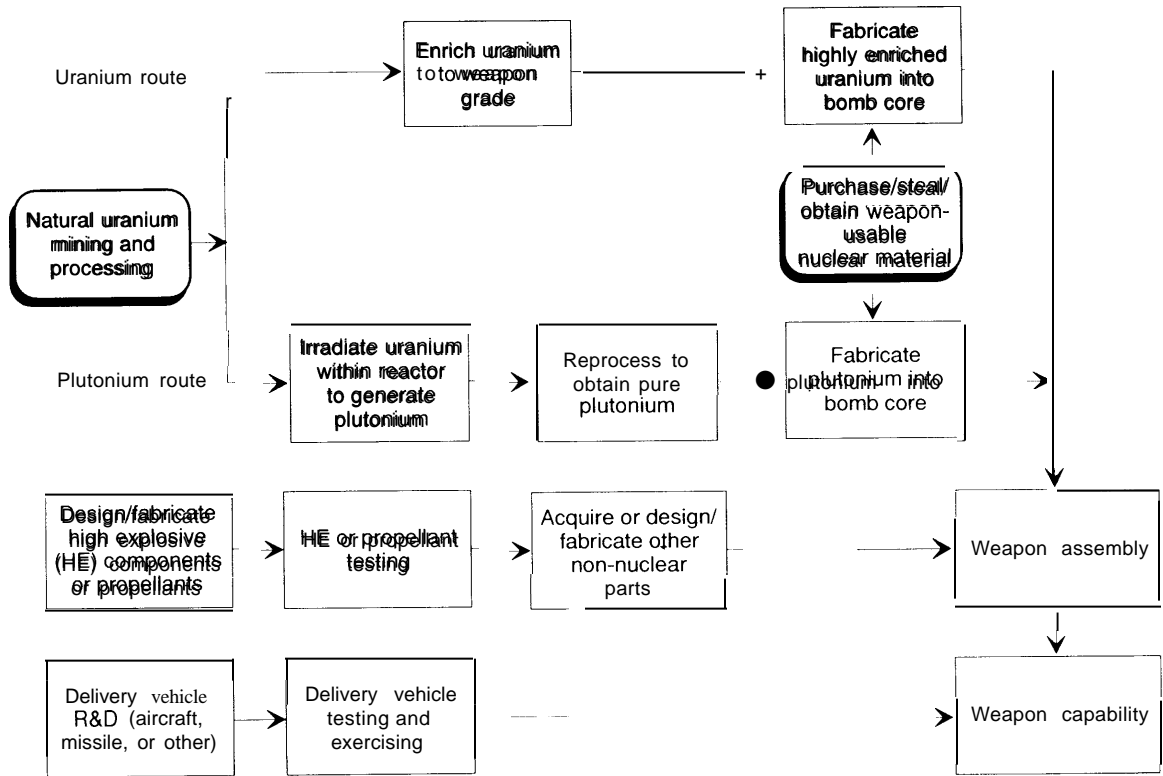 Uranium route
Enrich uranium
to weapon
grade
+
Fabricate
highly enriched
uranium into
bomb core
Natural uranium
mining and
processing
Purchase/steal/
obtain weapon-
usable
nuclear material
Plutonium route
Irradiate uranium
within reactor
to generate
plutonium
Reprocess to
obtain pure
plutonium
Fabricate
plutonium into
bomb core
Design/fabricate
high explosive
(HE) components
or propellants
HE or propellant
testing
Acquire or design/
fabricate other
non-nuclear
parts
Weapon assembly
Delivery vehicle
R&D (aircraft,
missile, or other)
Delivery vehicle
testing and
exercising
Weapon capability